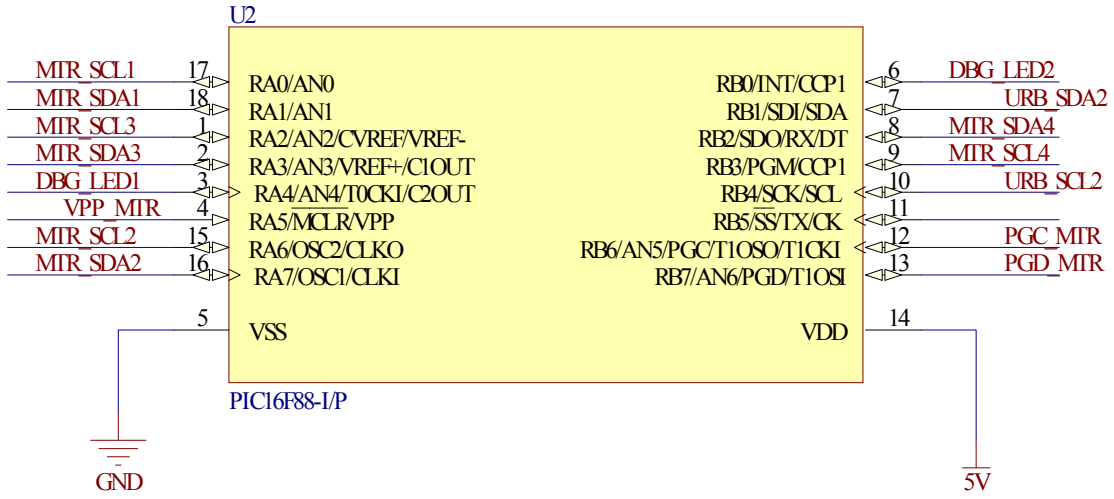 U2
MTR_SCL1 17 RA0/AN0 RB0/INT/CCP1 6 DBG_LED2
MTR_SDA1 18 RA1/AN1 RB1/SDI/SDA 7 URB_SDA2
MTR_SCL3 1 RA2/AN2/CVREF/VREF- RB2/SDO/RX/DT 8 MTR_SDA4
MTR_SDA3 2 RA3/AN3/VREF+/C1OUT RB3/PGM/CCP1 9 MTR_SCL4
DBG_LED1 3 RA4/AN4/T0CKI/C2OUT RB4/SCK/SCL 10 URB_SCL2
VPP_MTR 4 RA5/MCLR/VPP RB5/SS/TX/CK 11
MTR_SCL2 15 RA6/OSC2/CLKO RB6/AN5/PGC/T1OSO/T1CKI 12 PGC_MTR
MTR_SDA2 16 RA7/OSC1/CLKI RB7/AN6/PGD/T1OSI 13 PGD_MTR
5 VSS VDD 14
PIC16F88-I/P
GND 5V